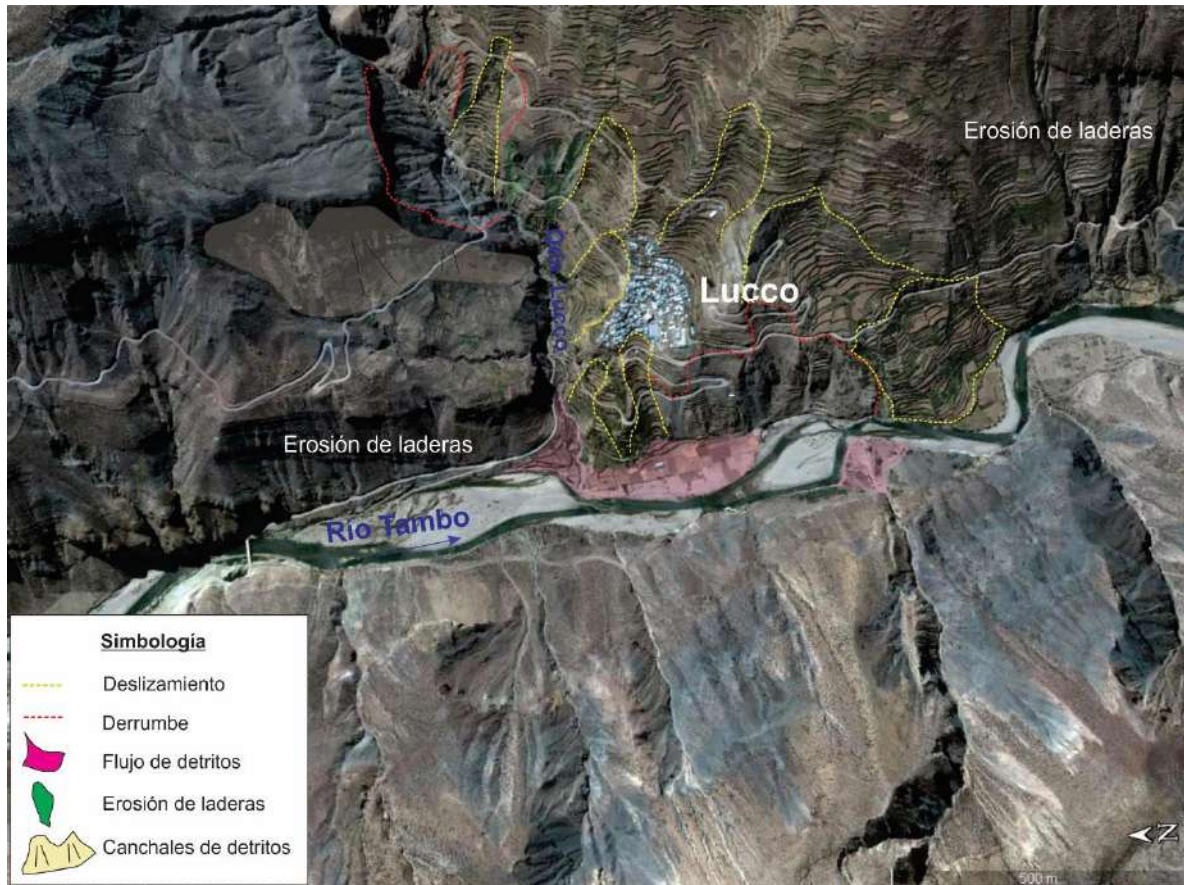 Erosión de laderas
Qda. Lucco
Lucco
Erosión de laderas
Río Tambo
Simbología
Deslizamiento
Derrumbe
Flujo de detritos
Erosión de laderas
Canchales de detritos
Z
500 m